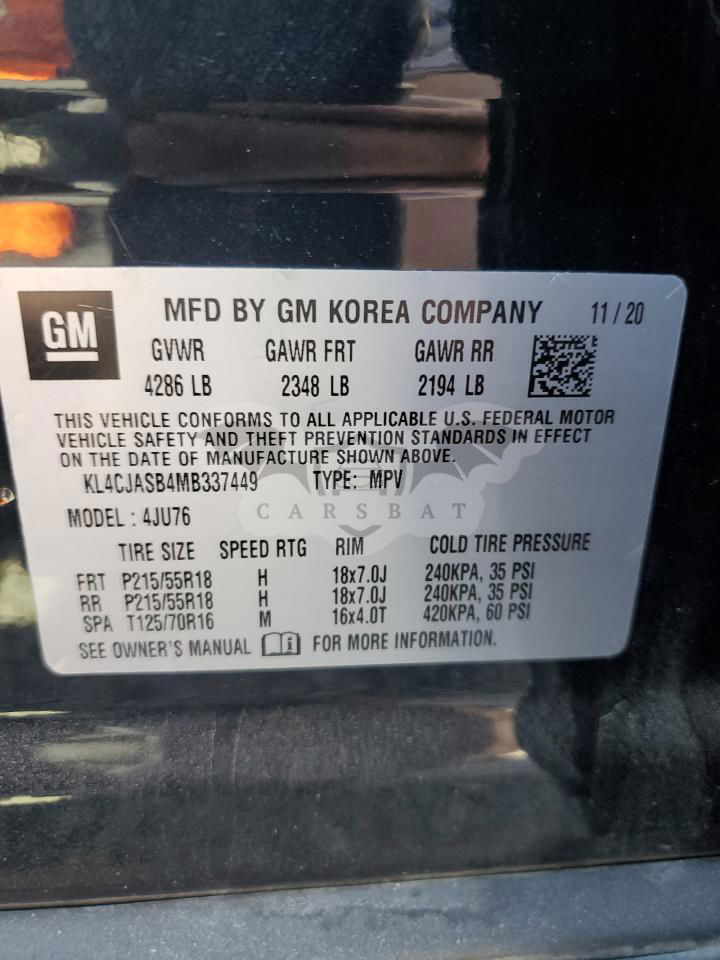 GM
MFD BY GM KOREA COMPANY 11/20
GVWR GAWR FRT GAWR RR
4286 LB 2348 LB 2194 LB
THIS VEHICLE CONFORMS TO ALL APPLICABLE U.S. FEDERAL MOTOR
VEHICLE SAFETY AND THEFT PREVENTION STANDARDS IN EFFECT
ON THE DATE OF MANUFACTURE SHOWN ABOVE.
KL4CJASB4MB337449 TYPE: MPV
CARSBAT
MODEL : 4JU76
TIRE SIZE SPEED RTG RIM COLD TIRE PRESSURE
FRT P215/55R18 H 18x7.0J 240KPA, 35 PSI
RR P215/55R18 H 18x7.0J 240KPA, 35 PSI
SPA T125/70R16 M 16x4.0T 420KPA, 60 PSI
SEE OWNER'S MANUAL i FOR MORE INFORMATION.